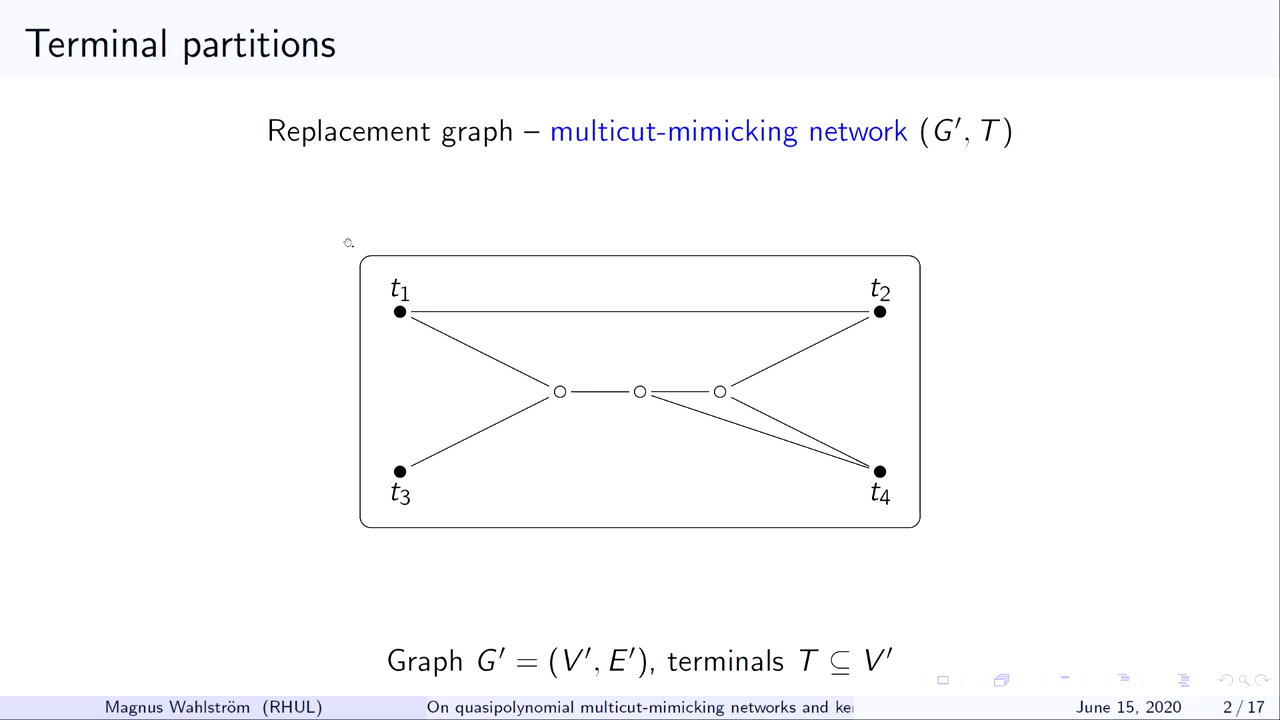 Terminal partitions
Replacement graph – multicut-mimicking network (G′, T)
t1 t2
t3 t4
Graph G′ = (V′, E′), terminals T ⊆ V′
Magnus Wahlström (RHUL) On quasipolynomial multicut-mimicking networks and ke June 15, 2020 2 / 17